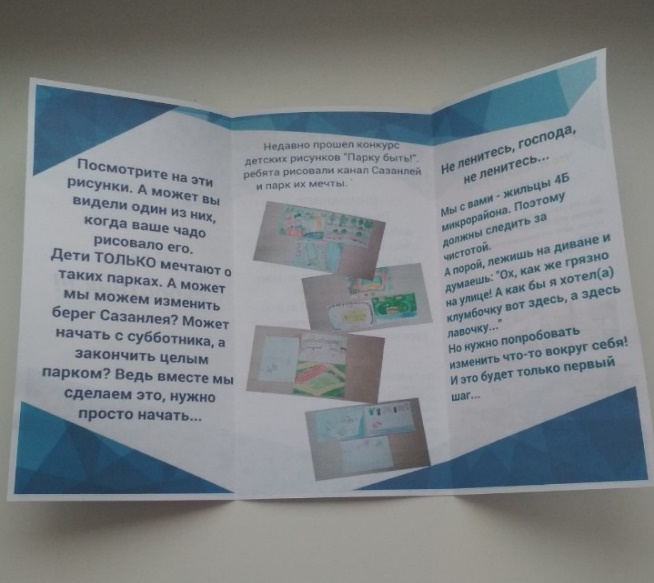 Посмотрите на эти
рисунки. А может вы
видели один из них,
когда ваше чадо
рисовало его.
Дети ТОЛЬКО мечтают о
таких парках. А может
мы можем изменить
берег Сазанлея? Может
начать с субботника, а
закончить целым
парком? Ведь вместе мы
сделаем это, нужно
просто начать...
Недавно прошел конкурс
детских рисунков "Парку быть!".
ребята рисовали канал Сазанлей
и парк их мечты.
Не ленитесь, господа,
не ленитесь...
Мы с вами - жильцы 4Б
микрорайона. Поэтому
должны следить за
чистотой.
А порой, лежишь на диване и
думаешь: "Ох, как же грязно
на улице! А как бы я хотел(а)
клумбочку вот здесь, а здесь
лавочку..."
Но нужно попробовать
изменить что-то вокруг себя!
И это будет только первый
шаг...